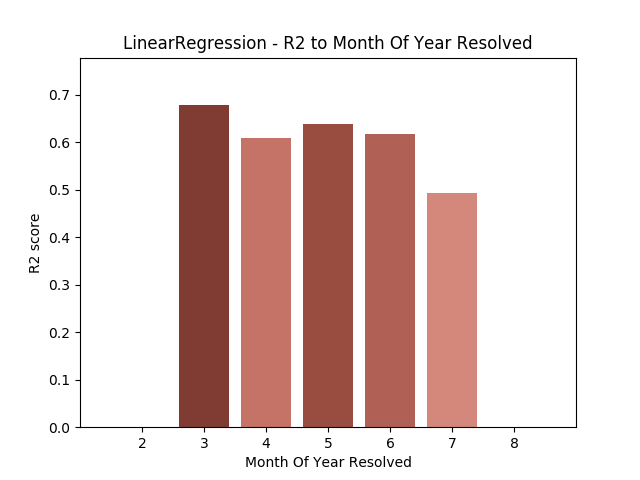 LinearRegression - R2 to Month Of Year Resolved
0.7
0.6
0.5
0.4
0.3
0.2
0.1
0.0
R2 score
2 3 4 5 6 7 8
Month Of Year Resolved